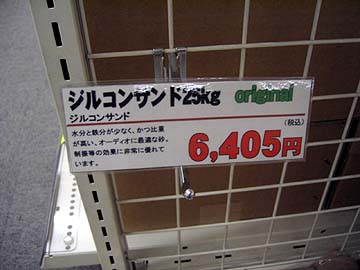 ジルコンサンド25kg original
ジルコンサンド
水分と鉄分が少なく、かつ比重
が高い、オーディオに最適な砂。
制振等の効果に非常に優れて
います。
(税込)
6,405円